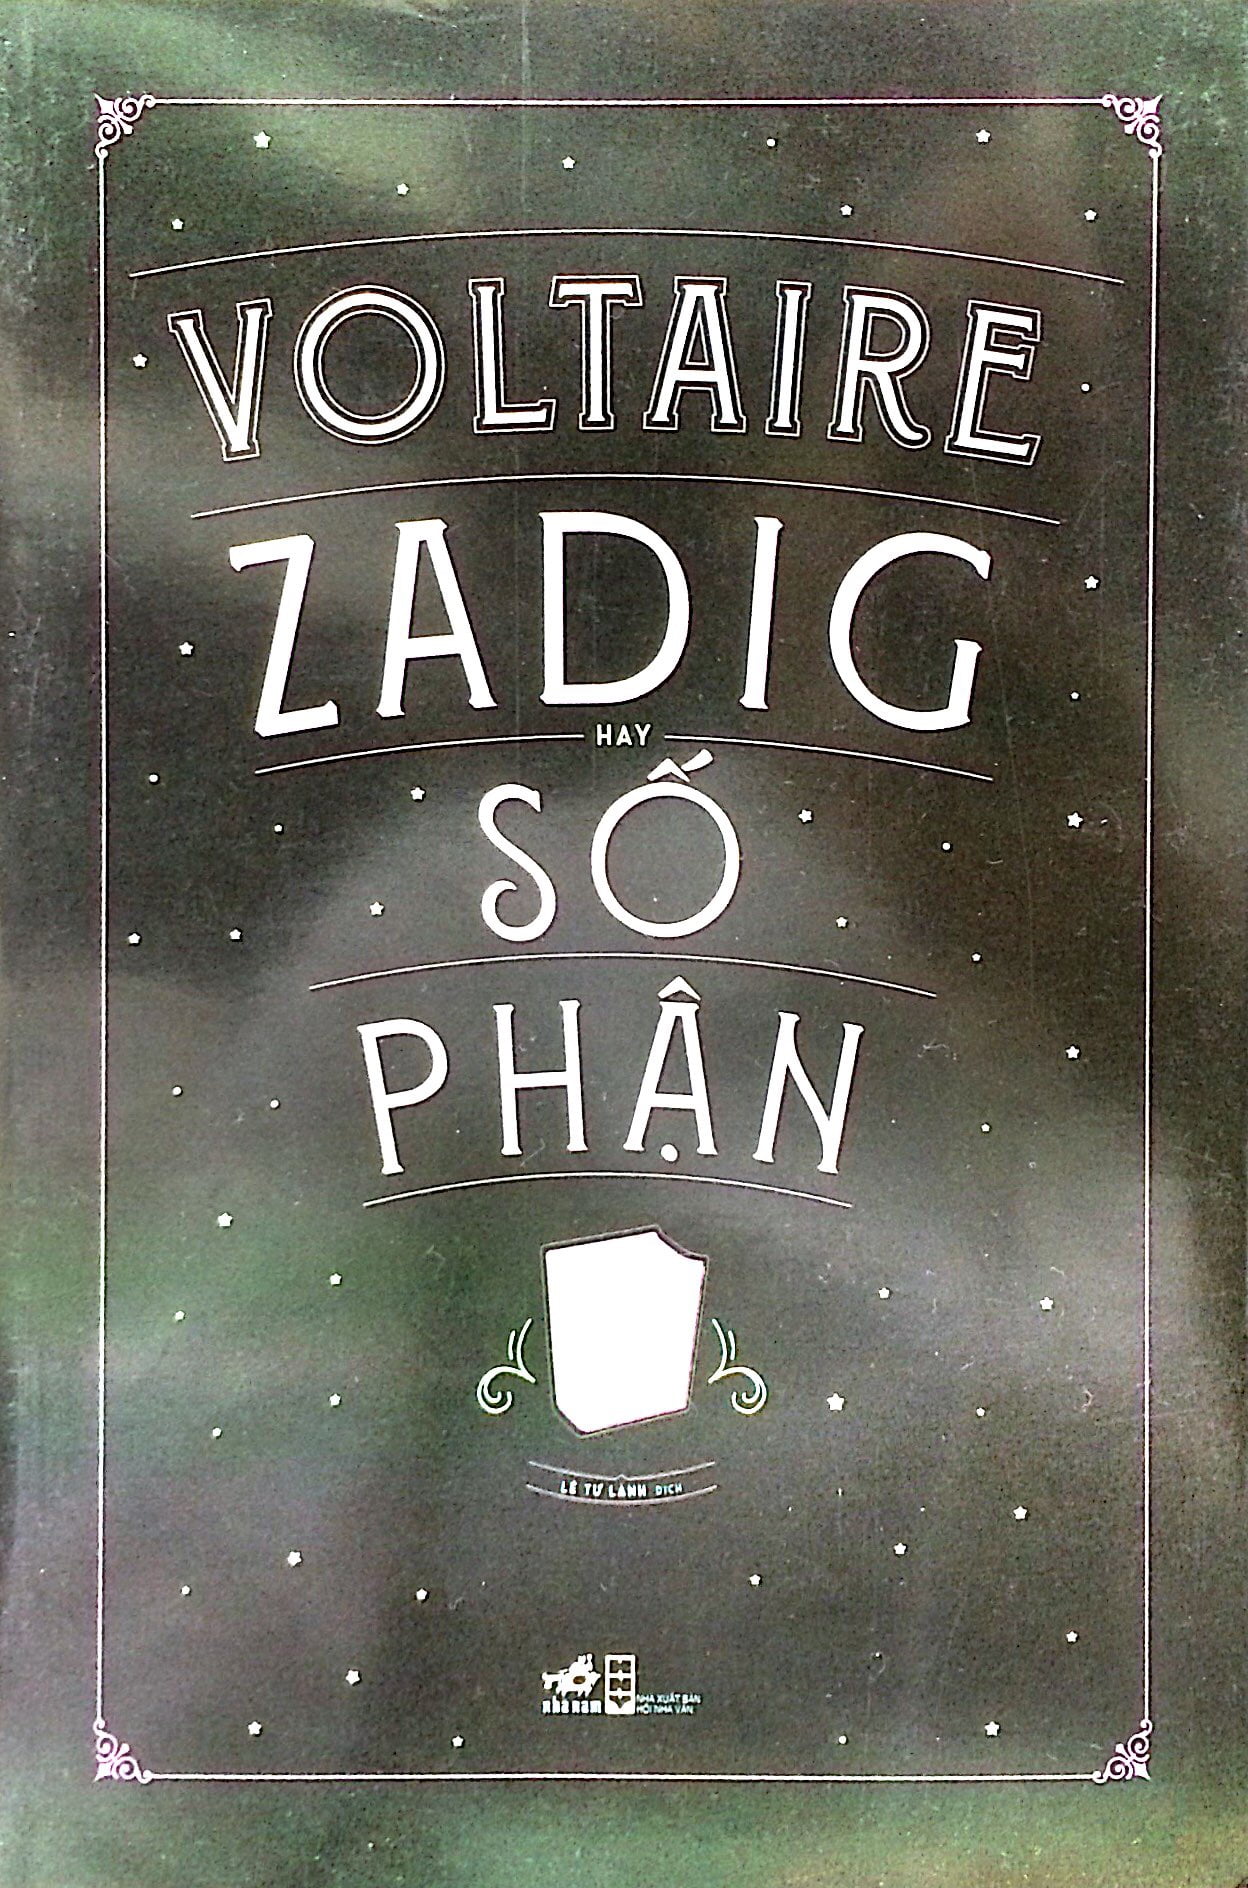 VOLTAIRE
ZADIG
HAY
SỐ
PHẬN
LÊ TƯ LÀNH DỊCH
nhã nam
NHÀ XUẤT BẢN
HỘI NHÀ VĂN